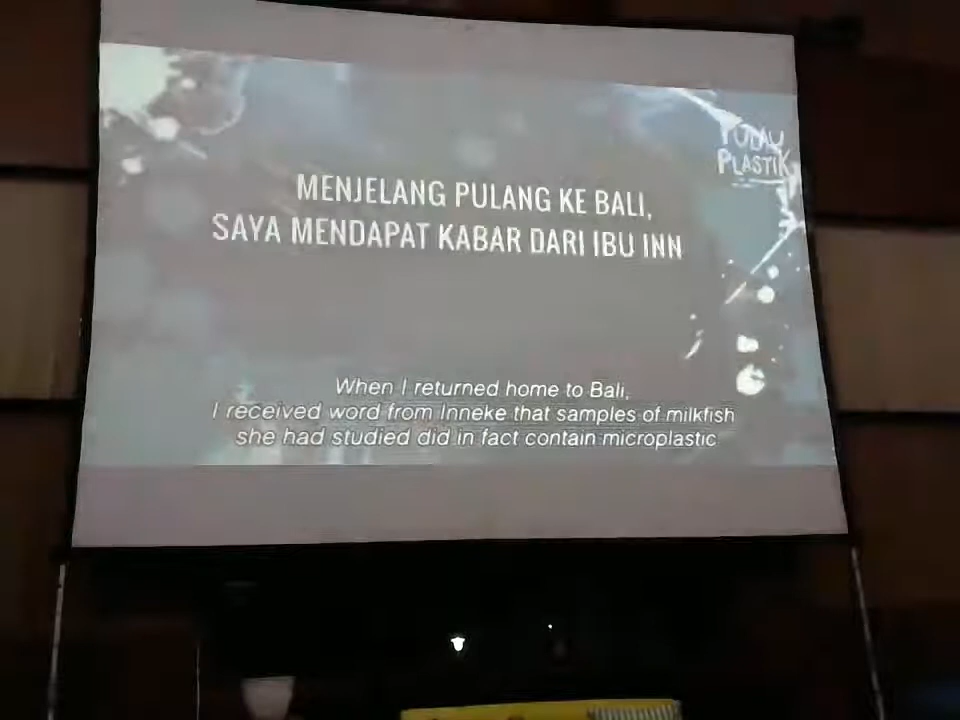 PULAU
PLASTIK
MENJELANG PULANG KE BALI,
SAYA MENDAPAT KABAR DARI IBU INN
When I returned home to Bali,
I received word from Inneke that samples of milkfish
she had studied did in fact contain microplastic